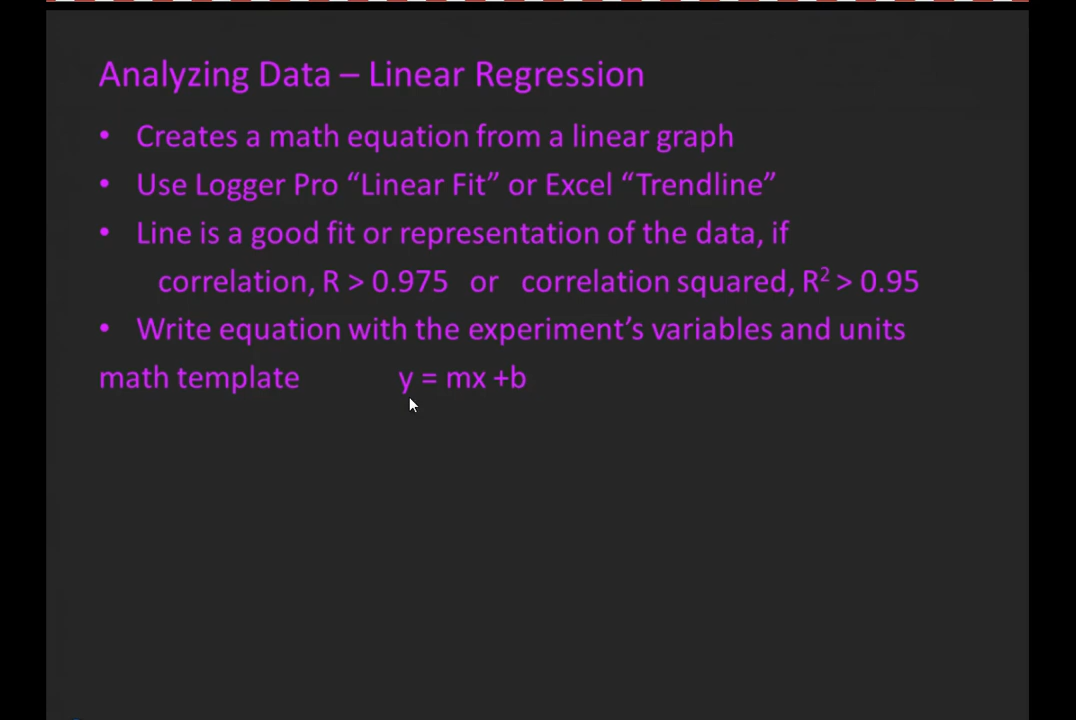 Analyzing Data – Linear Regression
• Creates a math equation from a linear graph
• Use Logger Pro “Linear Fit” or Excel “Trendline”
• Line is a good fit or representation of the data, if
correlation, R > 0.975 or correlation squared, R² > 0.95
• Write equation with the experiment’s variables and units
math template y = mx +b